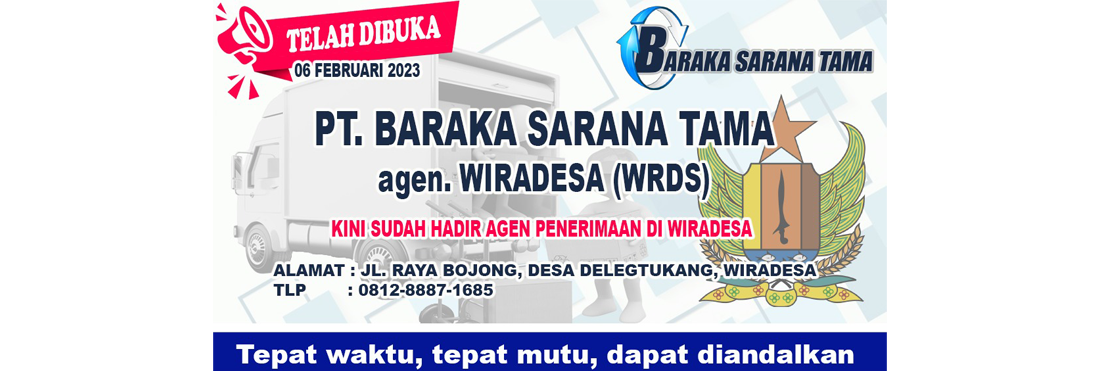 TELAH DIBUKA
06 FEBRUARI 2023
BARAKA SARANA TAMA
PT. BARAKA SARANA TAMA
agen. WIRADESA (WRDS)
KINI SUDAH HADIR AGEN PENERIMAAN DI WIRADESA
ALAMAT : JL. RAYA BOJONG, DESA DELEGTUKANG, WIRADESA
TLP : 0812-8887-1685
Tepat waktu, tepat mutu, dapat diandalkan